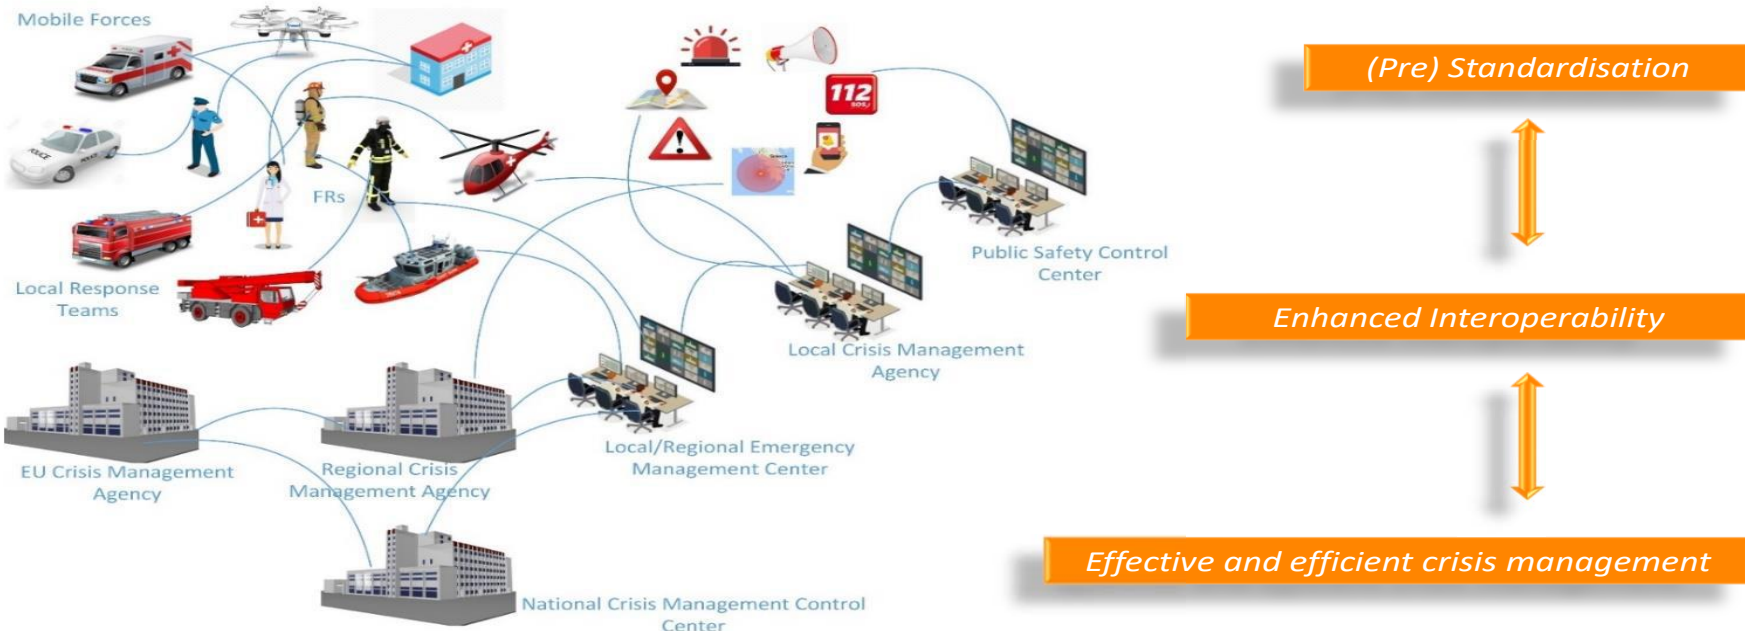 Mobile Forces
112
SOS
POLICE
FRs
Local Response
Teams
Public Safety Control
Center
Local Crisis Management
Agency
Local/Regional Emergency
Management Center
EU Crisis Management
Agency
Regional Crisis
Management Agency
National Crisis Management Control
Center
(Pre) Standardisation
Enhanced Interoperability
Effective and efficient crisis management